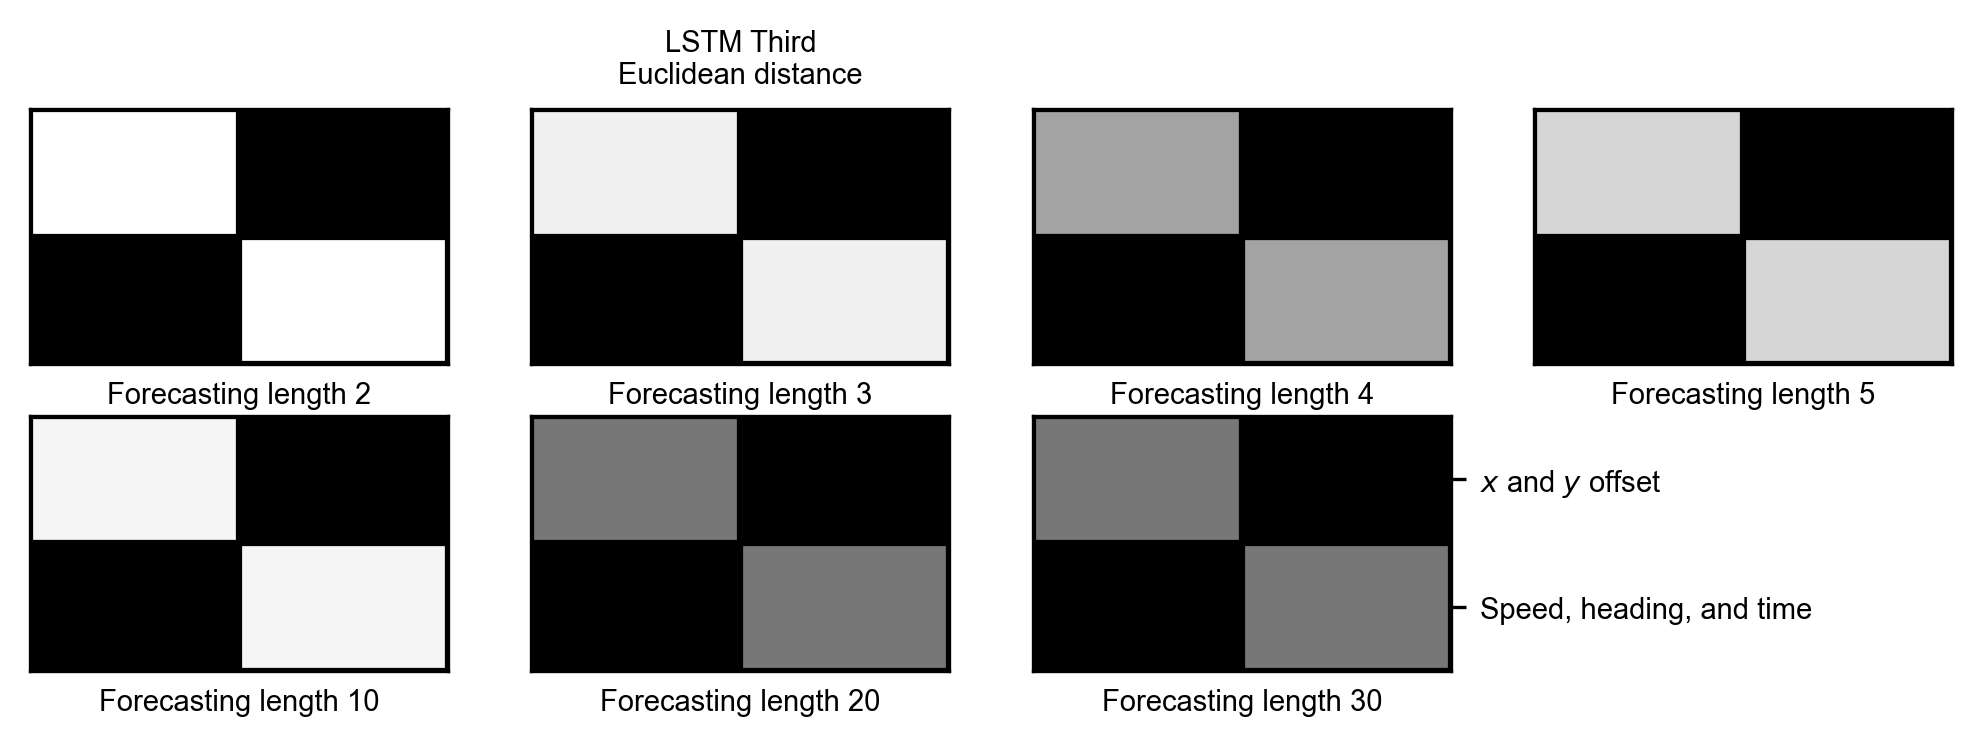 LSTM Third
Euclidean distance
Forecasting length 2
Forecasting length 3
Forecasting length 4
Forecasting length 5
x and y offset
Speed, heading, and time
Forecasting length 10
Forecasting length 20
Forecasting length 30